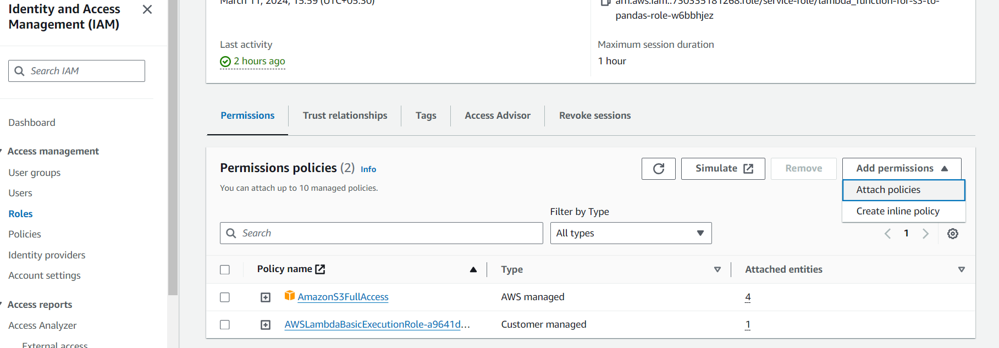 Identity and Access
Management (IAM)
Search IAM
Dashboard
Access management
User groups
Users
Roles
Policies
Identity providers
Account settings
Access reports
Access Analyzer
External access
March 11, 2024, 15:59 (UTC+05:30)
arn:aws:iam::730335181268:role/service-role/lambda_function-for-s3-to-
pandas-role-w6bbhjez
Last activity
2 hours ago
Maximum session duration
1 hour
Permissions
Trust relationships
Tags
Access Advisor
Revoke sessions
Permissions policies (2) Info
You can attach up to 10 managed policies.
Simulate
Remove
Add permissions
Attach policies
Create inline policy
Filter by Type
Search
All types
1
Policy name
Type
Attached entities
AmazonS3FullAccess
AWS managed
4
AWSLambdaBasicExecutionRole-a9641d...
Customer managed
1